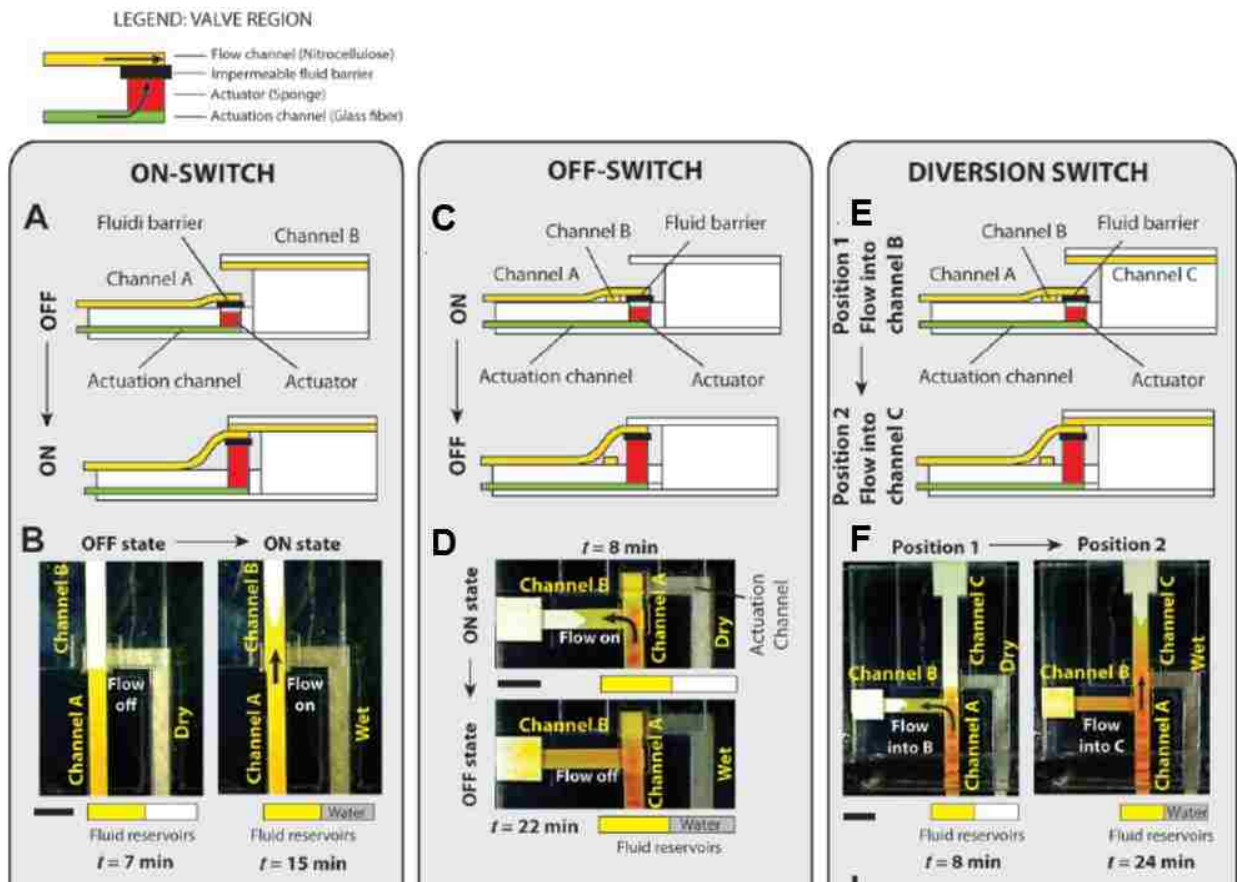 LEGEND: VALVE REGION
Flow channel (Nitrocellulose)
Impermeable fluid barrier
Actuator (Sponge)
Actuation channel (Glass fiber)
ON-SWITCH
A
Fluidi barrier
Channel B
Channel A
OFF
ON
Actuation channel
Actuator
B
OFF state
ON state
Channel B
Channel A
Flow off
Dry
Channel B
Channel A
Flow on
Wet
Fluid reservoirs
t = 7 min
Water
Fluid reservoirs
t = 15 min
OFF-SWITCH
C
Channel B
Fluid barrier
Channel A
ON
OFF
Actuation channel
Actuator
D
t = 8 min
ON state
Channel B
Channel A
Flow on
Dry
Actuation Channel
OFF state
Channel B
Channel A
Flow off
Wet
t = 22 min
Water
Fluid reservoirs
DIVERSION SWITCH
E
Position 1
Flow into
channel B
Channel B
Fluid barrier
Channel A
Channel C
Actuation channel
Actuator
Position 2
Flow into
channel C
F
Position 1
Position 2
Channel C
Channel B
Dry
Flow
into B
Channel A
Channel C
Channel B
Wet
Flow
into C
Channel A
Fluid reservoirs
t = 8 min
Water
Fluid reservoirs
t = 24 min